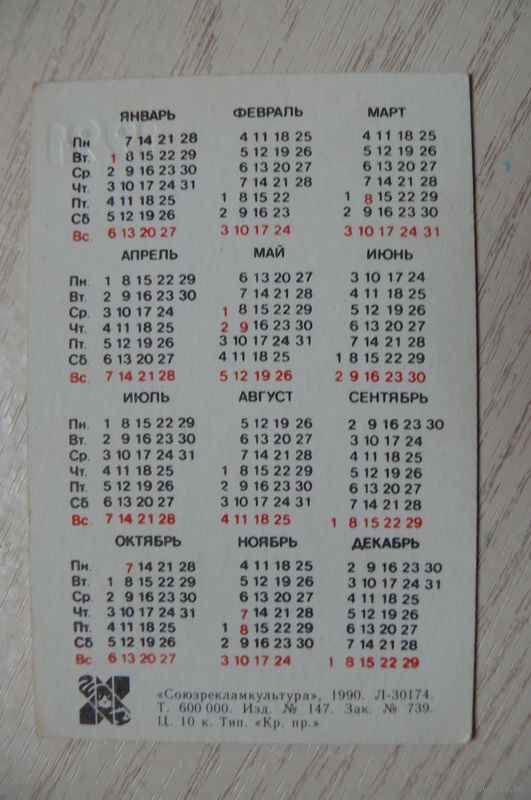 ЯНВАРЬ ФЕВРАЛЬ МАРТ
Пн 7 14 21 28 4 11 18 25 4 11 18 25
Вт. 1 8 15 22 29 5 12 19 26 5 12 19 26
Ср. 2 9 16 23 30 6 13 20 27 6 13 20 27
Чт. 3 10 17 24 31 7 14 21 28 7 14 21 28
Пт. 4 11 18 25 1 8 15 22 1 8 15 22 29
Сб 5 12 19 26 2 9 16 23 2 9 16 23 30
Вс. 6 13 20 27 3 10 17 24 3 10 17 24 31
АПРЕЛЬ МАЙ ИЮНЬ
Пн. 1 8 15 22 29 6 13 20 27 3 10 17 24
Вт. 2 9 16 23 30 7 14 21 28 4 11 18 25
Ср. 3 10 17 24 1 8 15 22 29 5 12 19 26
Чт. 4 11 18 25 2 9 16 23 30 6 13 20 27
Пт. 5 12 19 26 3 10 17 24 31 7 14 21 28
Сб 6 13 20 27 4 11 18 25 1 8 15 22 29
Вс. 7 14 21 28 5 12 19 26 2 9 16 23 30
ИЮЛЬ АВГУСТ СЕНТЯБРЬ
Пн. 1 8 15 22 29 5 12 19 26 2 9 16 23 30
Вт. 2 9 16 23 30 6 13 20 27 3 10 17 24
Ср. 3 10 17 24 31 7 14 21 28 4 11 18 25
Чт. 4 11 18 25 1 8 15 22 29 5 12 19 26
Пт. 5 12 19 26 2 9 16 23 30 6 13 20 27
Сб 6 13 20 27 3 10 17 24 31 7 14 21 28
Вс. 7 14 21 28 4 11 18 25 1 8 15 22 29
ОКТЯБРЬ НОЯБРЬ ДЕКАБРЬ
Пн. 7 14 21 28 4 11 18 25 2 9 16 23 30
Вт. 1 8 15 22 29 5 12 19 26 3 10 17 24 31
Ср. 2 9 16 23 30 6 13 20 27 4 11 18 25
Чт. 3 10 17 24 31 7 14 21 28 5 12 19 26
Пт. 4 11 18 25 1 8 15 22 29 6 13 20 27
Сб 5 12 19 26 2 9 16 23 30 7 14 21 28
Вс 6 13 20 27 3 10 17 24 1 8 15 22 29
«Союзрекламкультура», 1990. Л-30174.
Т. 600 000. Изд. № 147. Зак. № 739.
Ц. 10 к. Тип. «Кр. пр.»